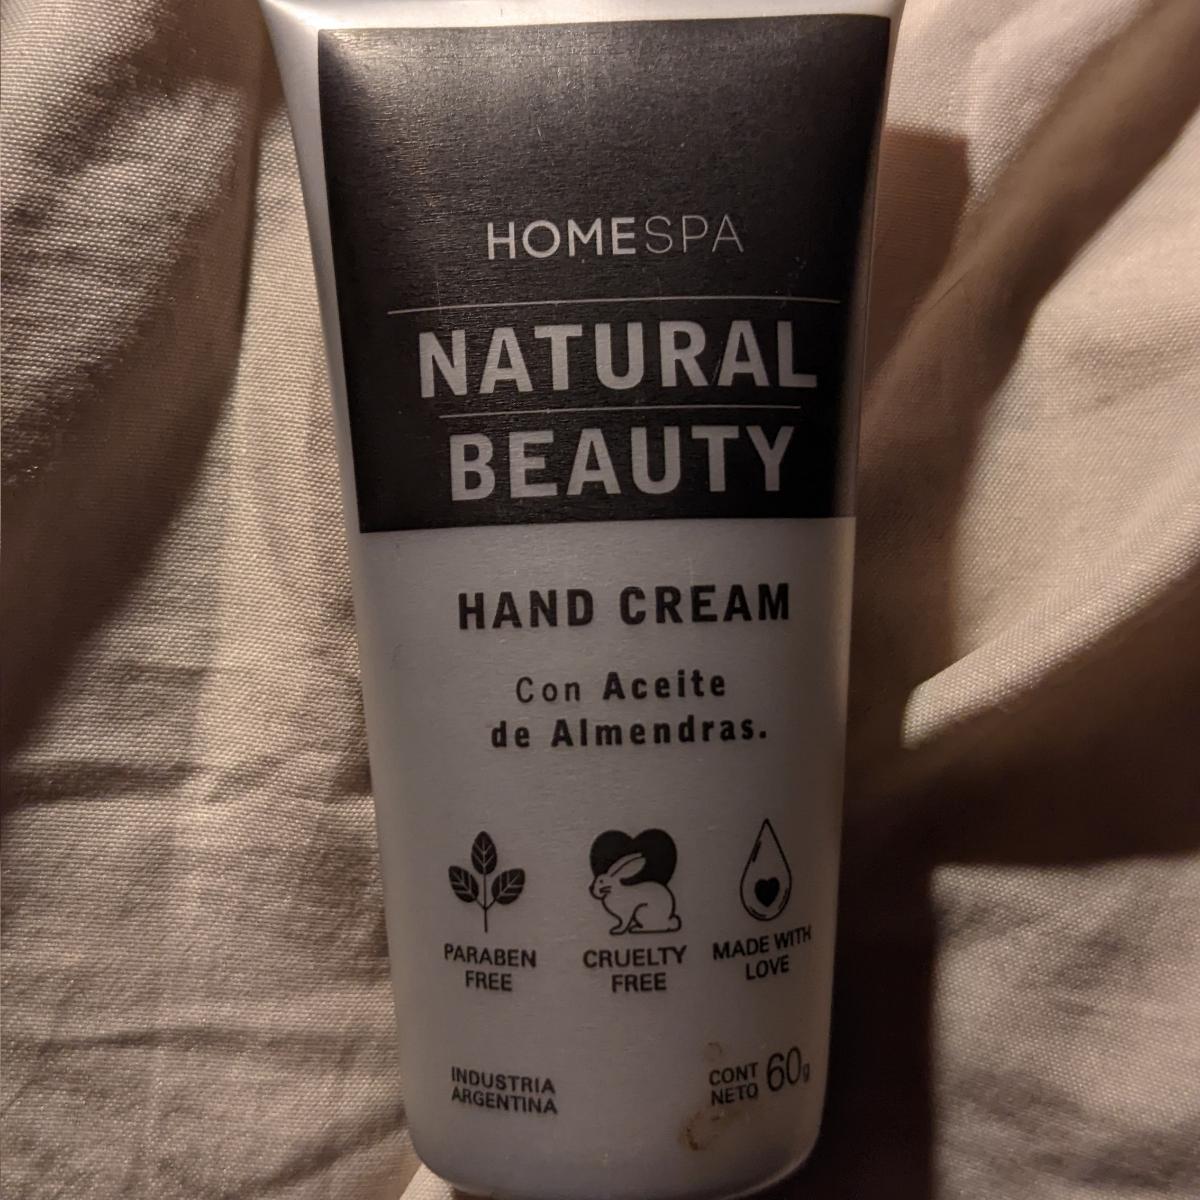 HOMESPA
NATURAL
BEAUTY
HAND CREAM
Con Aceite
de Almendras.
PARABEN
FREE
CRUELTY
FREE
MADE WITH
LOVE
INDUSTRIA
ARGENTINA
CONT
NETO
60g